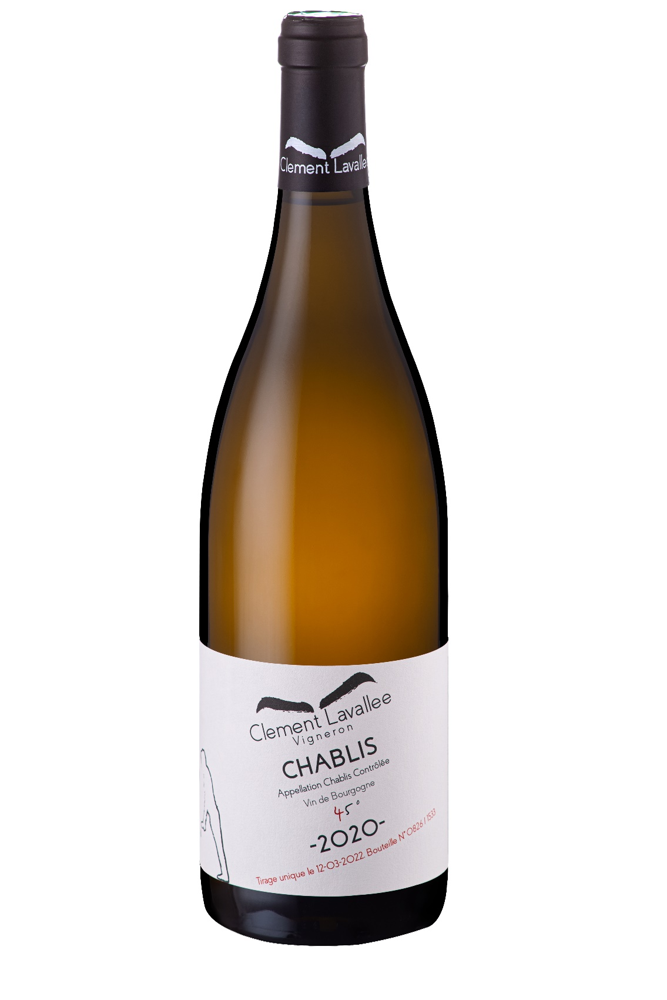 Clement Lavallee
Clement Lavallee
Vigneron
CHABLIS
Appellation Chablis Contrôlée
Vin de Bourgogne
45°
-2020-
Tirage unique le 12-03-2022. Bouteille N°0826 / 1533